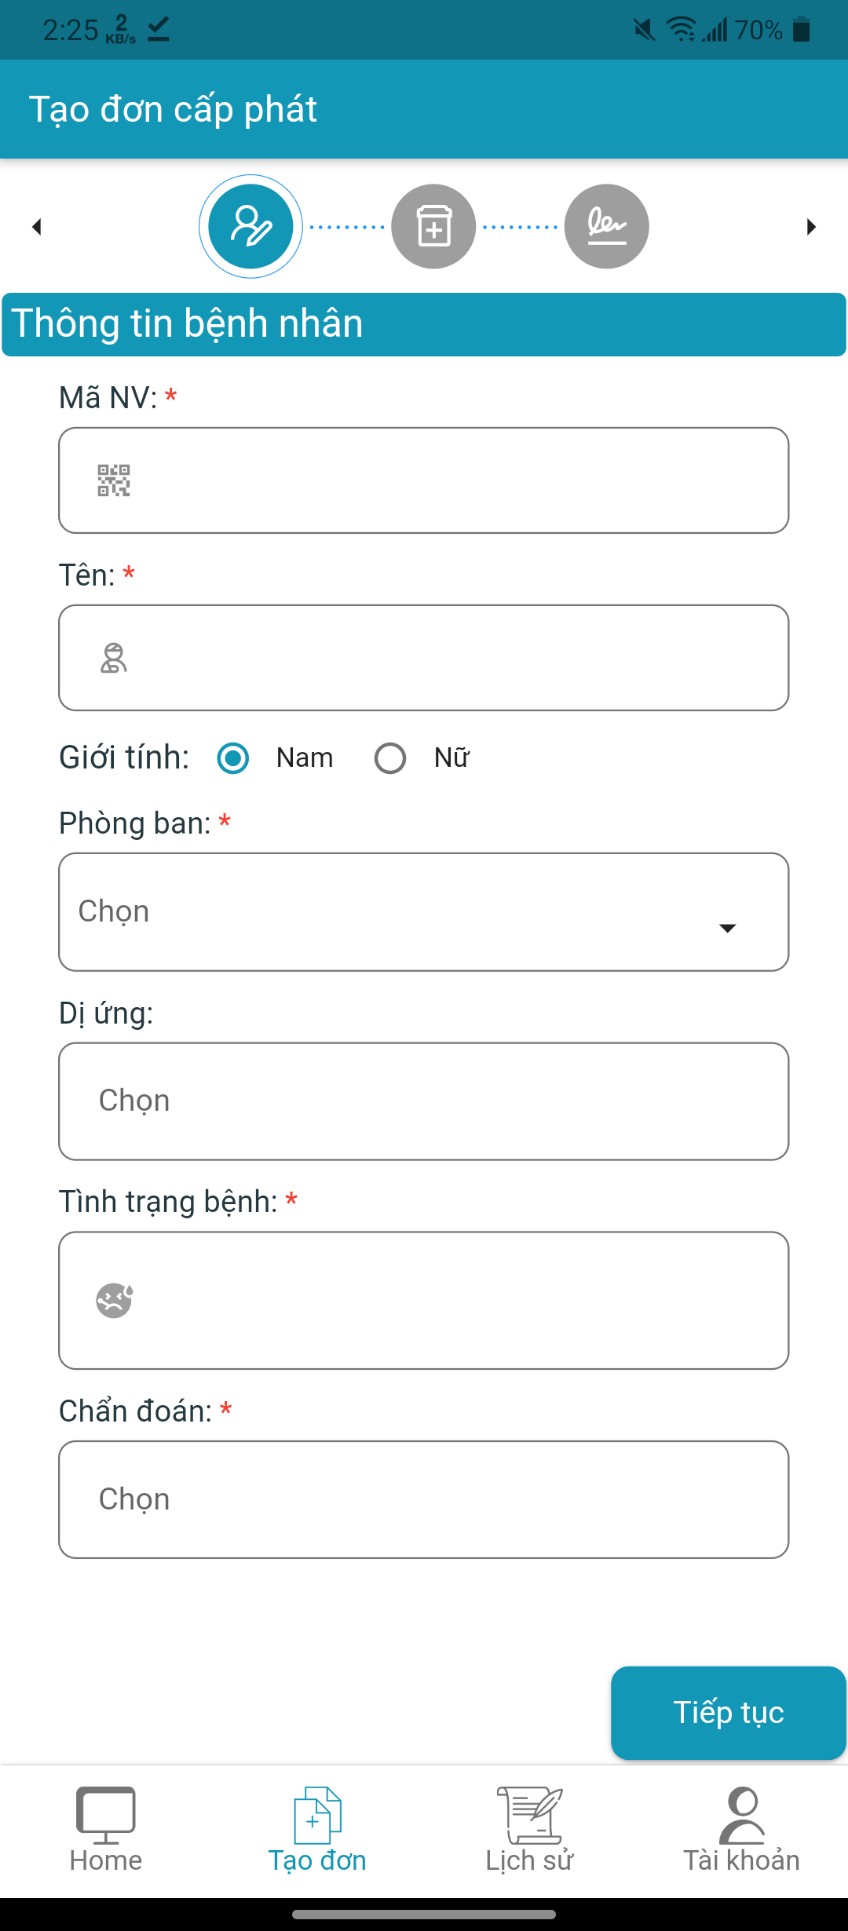 2:25 2 KB/s 70%
Tạo đơn cấp phát
Thông tin bệnh nhân
Mã NV: *
Tên: *
Giới tính: Nam Nữ
Phòng ban: *
Chọn
Dị ứng:
Chọn
Tình trạng bệnh: *
Chẩn đoán: *
Chọn
Tiếp tục
Home Tạo đơn Lịch sử Tài khoản